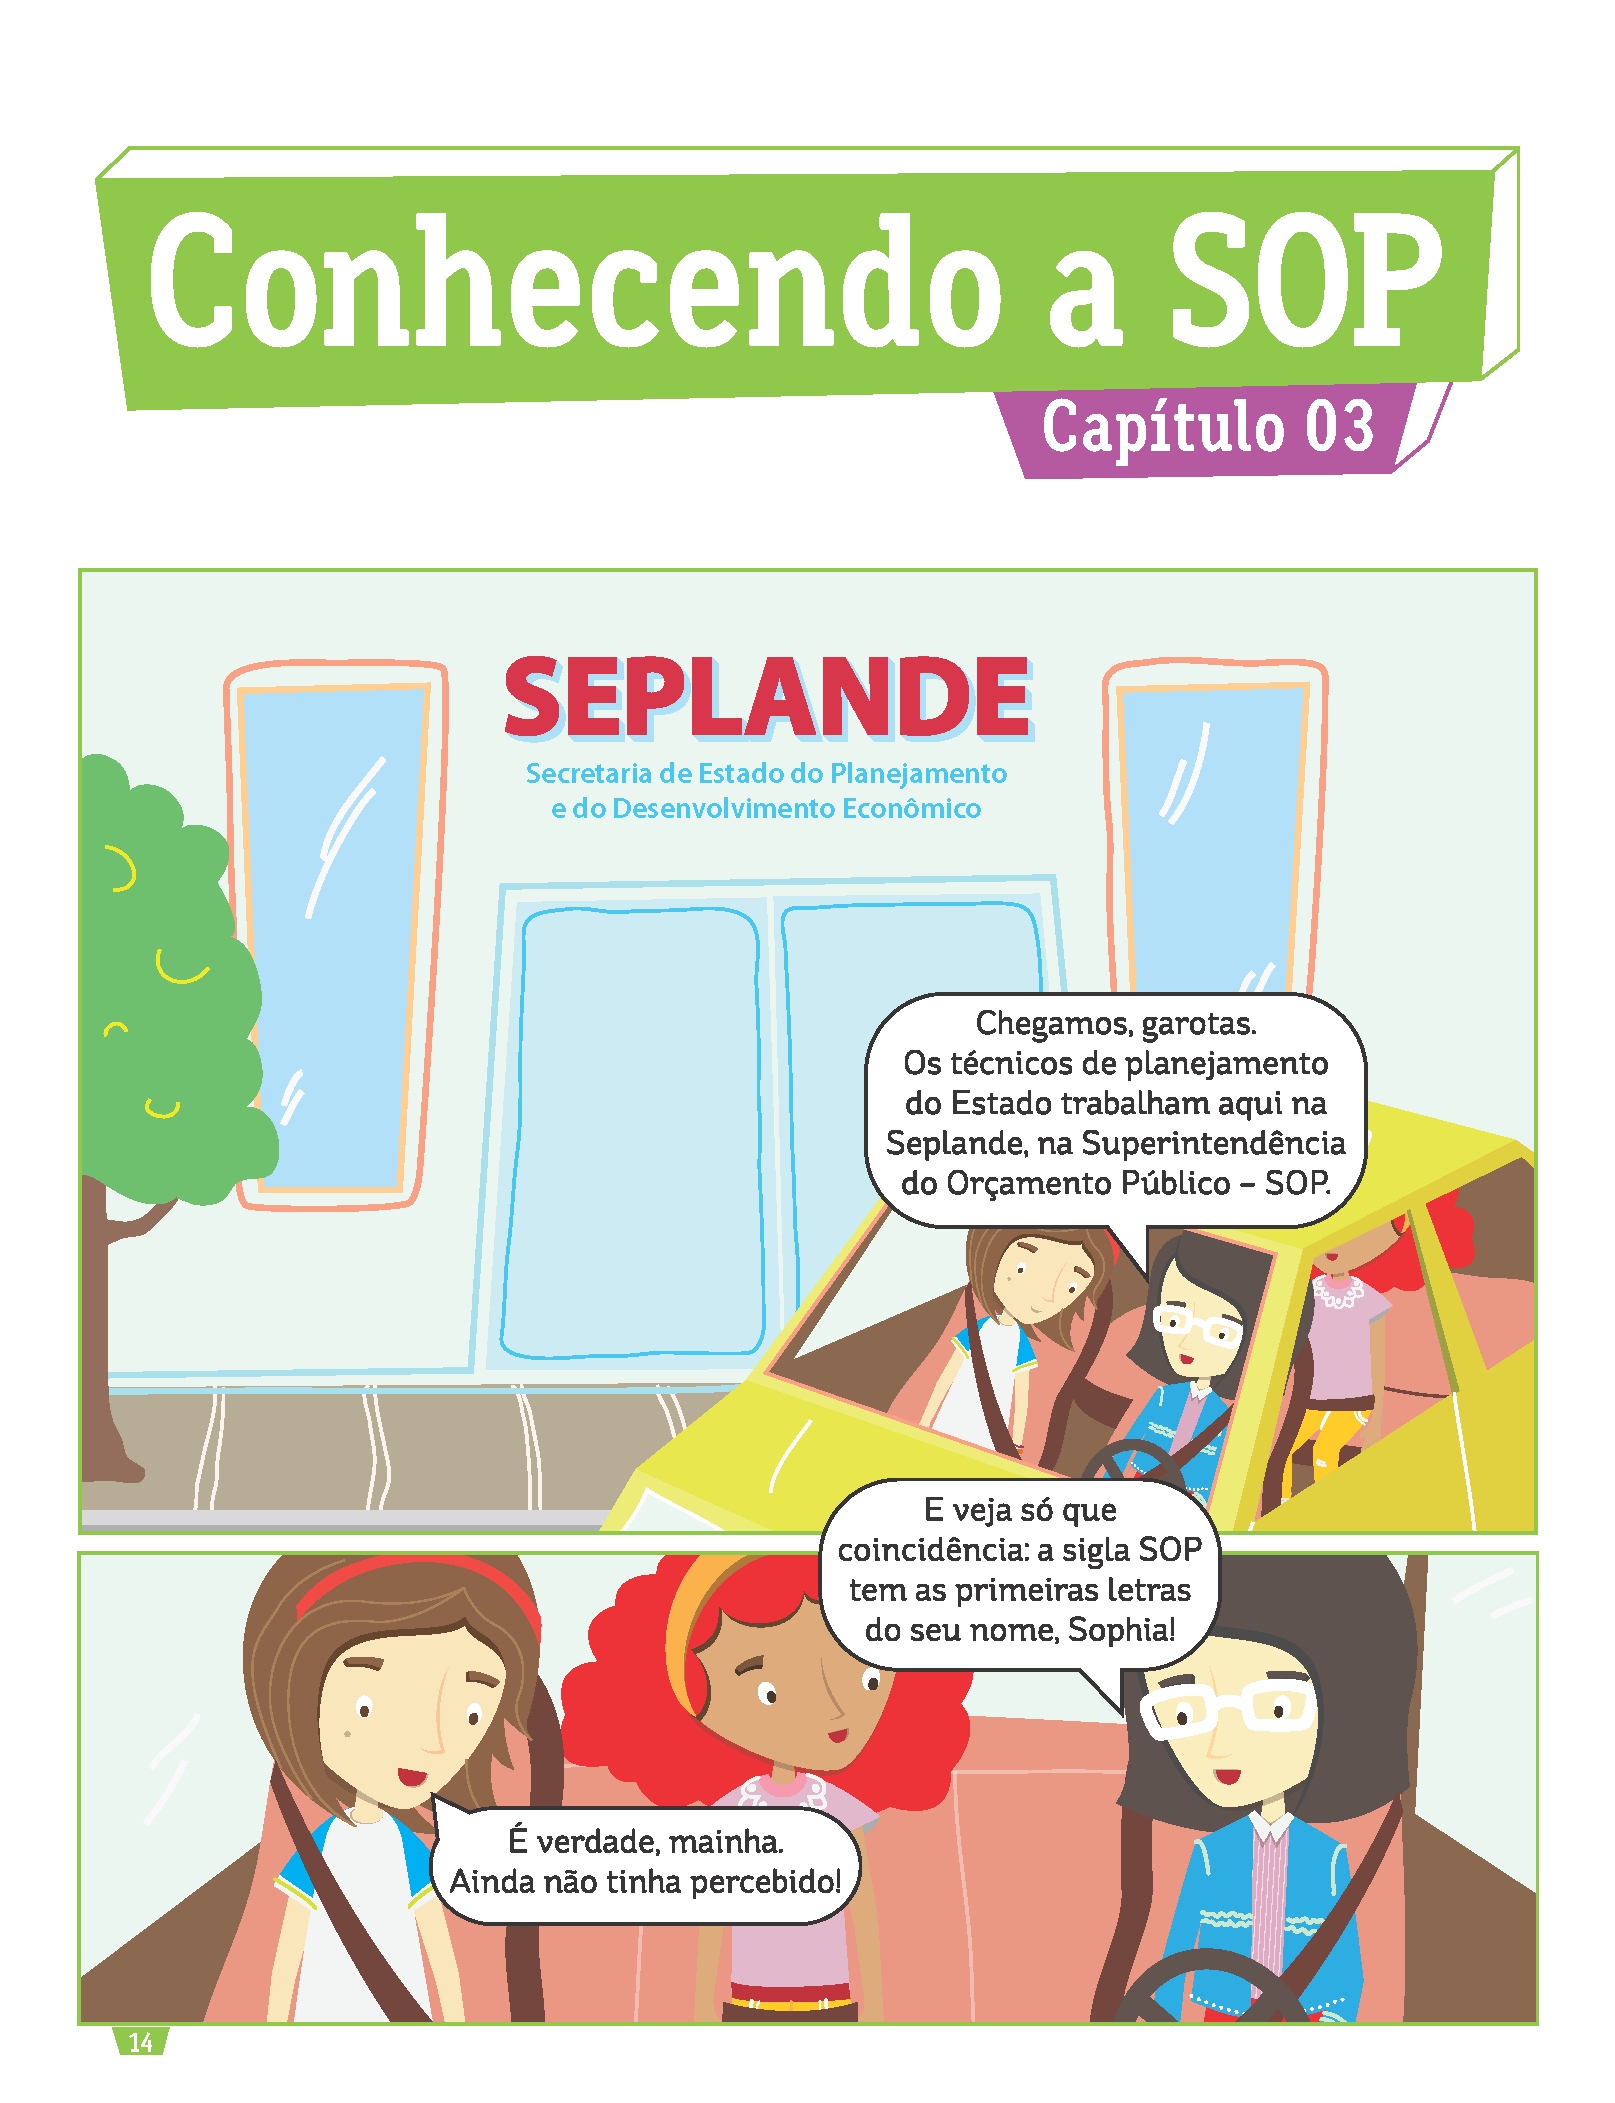 Conhecendo a SOP
Capítulo 03
SEPLANDE
Secretaria de Estado do Planejamento
e do Desenvolvimento Econômico
Chegamos, garotas.
Os técnicos de planejamento
do Estado trabalham aqui na
Seplande, na Superintendência
do Orçamento Público – SOP.
E veja só que
coincidência: a sigla SOP
tem as primeiras letras
do seu nome, Sophia!
É verdade, mainha.
Ainda não tinha percebido!
14